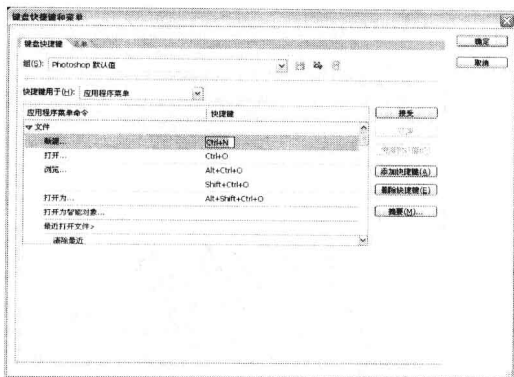 键盘快捷键和菜单
键盘快捷键 菜单
组(S): Photoshop 默认值
确定
取消
快捷键用于(H): 应用程序菜单
应用程序菜单命令 快捷键
文件
新建... Ctrl+N
打开... Ctrl+O
浏览... Alt+Ctrl+O
Shift+Ctrl+O
打开为... Alt+Shift+Ctrl+O
打开为智能对象...
最近打开文件>
清除最近
接受
添加快捷键(A)
删除快捷键(E)
摘要(M)...